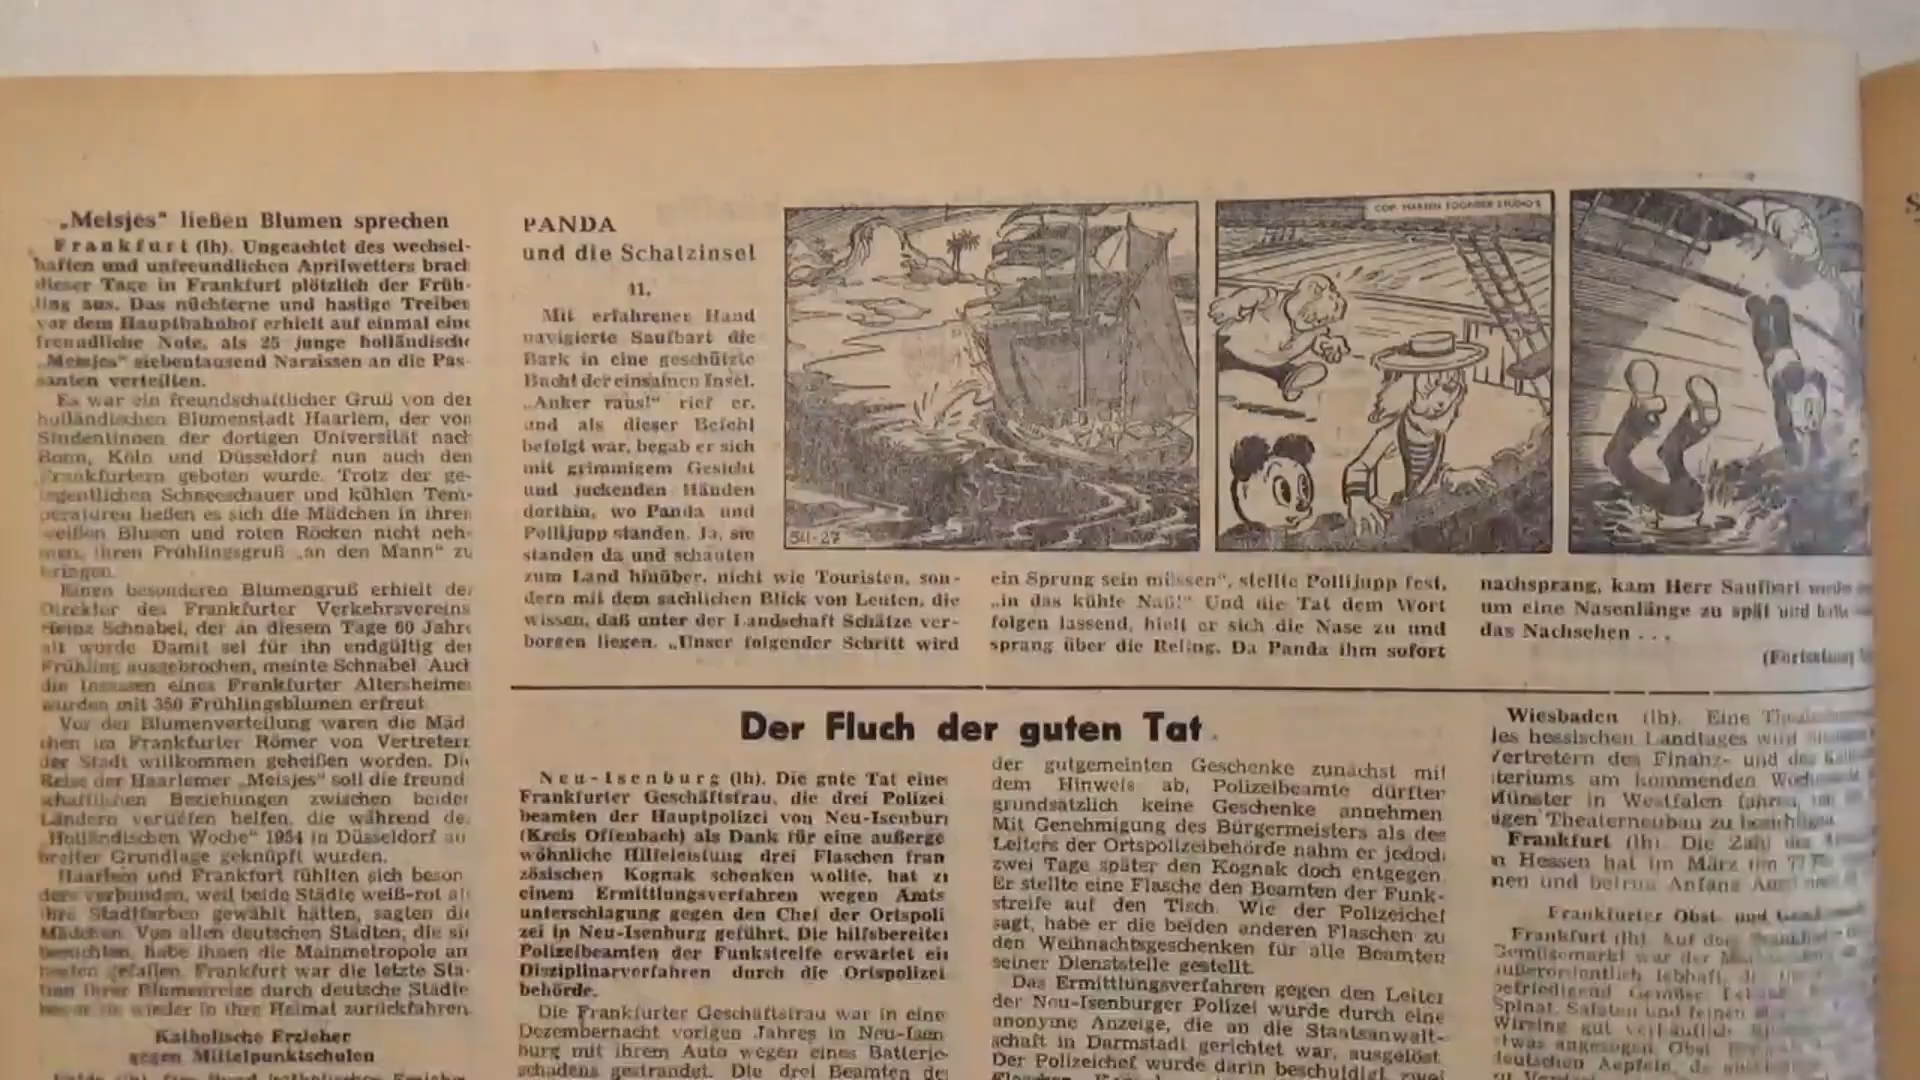 „Meisjes“ ließen Blumen sprechen
Frankfurt (lh). Ungeachtet des wechsel-
haften und unfreundlichen Aprilwetters brach
dieser Tage in Frankfurt plötzlich der Früh-
ling aus. Das nüchterne und hastige Treiben
vor dem Hauptbahnhof erhielt auf einmal eine
freundliche Note, als 25 junge holländische
„Meisjes“ siebentausend Narzissen an die Pas-
santen verteilten.
Es war ein freundschaftlicher Gruß von der
holländischen Blumenstadt Haarlem, der von
Studentinnen der dortigen Universität nach
Bonn, Köln und Düsseldorf nun auch den
Frankfurtern geboten wurde. Trotz der ge-
legentlichen Schneeschauer und kühlen Tem-
peraturen ließen es sich die Mädchen in ihren
weißen Blusen und roten Röcken nicht neh-
men, ihren Frühlingsgruß „an den Mann“ zu
bringen.
Einen besonderen Blumengruß erhielt der
Direktor des Frankfurter Verkehrsvereins
Heinz Schnabel, der an diesem Tage 60 Jahre
alt wurde. Damit sei für ihn endgültig der
Frühling ausgebrochen, meinte Schnabel. Auch
die Insassen eines Frankfurter Altersheimes
wurden mit 350 Frühlingsblumen erfreut.
Vor der Blumenverteilung waren die Mäd
chen im Frankfurter Römer von Vertretern
der Stadt willkommen geheißen worden. Die
Reise der Haarlemer „Meisjes“ soll die freund
schaftlichen Beziehungen zwischen beiden
Ländern vertiefen helfen, die während der
„Holländischen Woche“ 1954 in Düsseldorf au
breiter Grundlage geknüpft wurden.
Haarlem und Frankfurt fühlten sich beson
ders verbunden, weil beide Städte weiß-rot als
ihre Stadtfarben gewählt hätten, sagten die
Mädchen. Von allen deutschen Städten, die sie
besuchten, habe ihnen die Mainmetropole am
besten gefallen. Frankfurt war die letzte Sta-
tion ihrer Blumenreise durch deutsche Städte
bevor sie wieder in ihre Heimat zurückfahren.
Katholische Erzieher
gegen Mittelpunktschulen
PANDA
und die Schatzinsel
11.
Mit erfahrener Hand
navigierte Saufbart die
Bark in eine geschützte
Bucht der einsamen Insel.
„Anker raus!“ rief er,
und als dieser Befehl
befolgt war, begab er sich
mit grimmigem Gesicht
und juckenden Händen
dorthin, wo Panda und
Pollijupp standen. Ja, sie
standen da und schauten
zum Land hinüber, nicht wie Touristen, son-
dern mit dem sachlichen Blick von Leuten, die
wissen, daß unter der Landschaft Schätze ver-
borgen liegen. „Unser folgender Schritt wird
34-27
COP. MARTEN TOONDER STUDIO'S
ein Sprung sein müssen“, stellte Pollijupp fest,
„in das kühle Naß!“ Und die Tat dem Wort
folgen lassend, hielt er sich die Nase zu und
sprang über die Reling. Da Panda ihm sofort
nachsprang, kam Herr Saufbart wieder
um eine Nasenlänge zu spät und hatte
das Nachsehen . . .
(Fortsetzung
Der Fluch der guten Tat
Neu-Isenburg (lh). Die gute Tat einer
Frankfurter Geschäftsfrau, die drei Polizei
beamten der Hauptpolizei von Neu-Isenburg
(Kreis Offenbach) als Dank für eine außerge
wöhnliche Hilfeleistung drei Flaschen fran
zösischen Kognak schenken wollte, hat zu
einem Ermittlungsverfahren wegen Amts
unterschlagung gegen den Chef der Ortspoli
zei in Neu-Isenburg geführt. Die hilfsbereiten
Polizeibeamten der Funkstreife erwartet ein
Disziplinarverfahren durch die Ortspolizei
behörde.
Die Frankfurter Geschäftsfrau war in eine
Dezembernacht vorigen Jahres in Neu-Isen
burg mit ihrem Auto wegen eines Batterie-
schadens gestrandet. Die drei Beamten der
der gutgemeinten Geschenke zunächst mit
dem Hinweis ab, Polizeibeamte dürften
grundsätzlich keine Geschenke annehmen.
Mit Genehmigung des Bürgermeisters als des
Leiters der Ortspolizeibehörde nahm er jedoch
zwei Tage später den Kognak doch entgegen.
Er stellte eine Flasche den Beamten der Funk-
streife auf den Tisch. Wie der Polizeichef
sagt, habe er die beiden anderen Flaschen zu
den Weihnachtsgeschenken für alle Beamten
seiner Dienststelle gestellt.
Das Ermittlungsverfahren gegen den Leiter
der Neu-Isenburger Polizei wurde durch eine
anonyme Anzeige, die an die Staatsanwalt-
schaft in Darmstadt gerichtet war, ausgelöst.
Der Polizeichef wurde darin beschuldigt, zwei
Wiesbaden (lh). Eine
des hessischen Landtages wird
Vertretern des Finanz- und des
isteriums am kommenden
Münster in Westfalen fahren, um
igen Theaterneubau zu besichtigen.
Frankfurt (lh). Die Zahl der
in Hessen hat im März um
men und betrug Anfang
Frankfurter Obst- und
Frankfurt (lh). Auf dem
Gemüsemarkt war der
außerordentlich lebhaft,
befriedigend Gemüse
Spinat, Salaten und feinen
Wirsing gut verkäuflich
etwas angezogen. Obst
deutschen Aepfeln, die